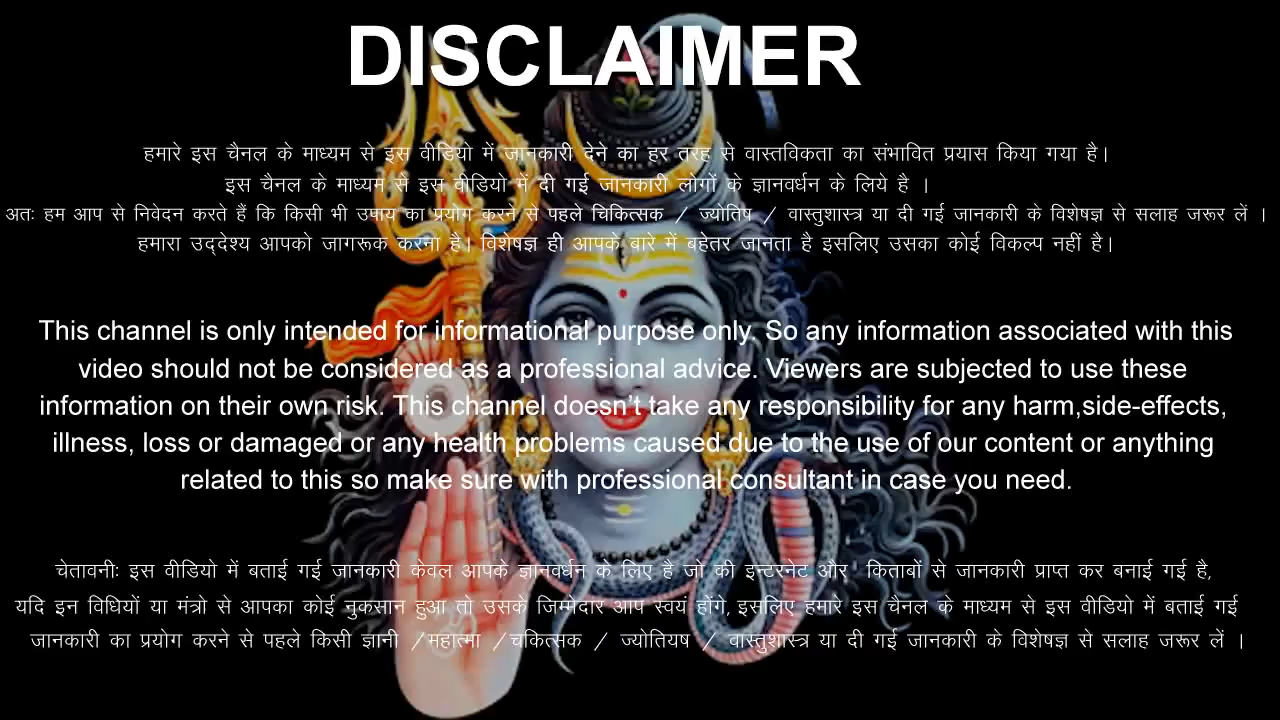 DISCLAIMER
हमारे इस चैनल के माध्यम से इस वीडियो में जानकारी देने का हर तरह से वास्तविकता का संभावित प्रयास किया गया है।
इस चैनल के माध्यम से इस वीडियो में दी गई जानकारी लोगों के ज्ञानवर्धन के लिये है ।
अतः हम आप से निवेदन करते हैं कि किसी भी उपाय का प्रयोग करने से पहले चिकित्सक / ज्योतिष / वास्तुशास्त्र या दी गई जानकारी के विशेषज्ञ से सलाह जरूर लें ।
हमारा उद्देश्य आपको जागरूक करना है। विशेषज्ञ ही आपके बारे में बहेतर जानता है इसलिए उसका कोई विकल्प नहीं है।
This channel is only intended for informational purpose only. So any information associated with this
video should not be considered as a professional advice. Viewers are subjected to use these
information on their own risk. This channel doesn't take any responsibility for any harm,side-effects,
illness, loss or damaged or any health problems caused due to the use of our content or anything
related to this so make sure with professional consultant in case you need.
चेतावनीः इस वीडियो में बताई गई जानकारी केवल आपके ज्ञानवर्धन के लिए है जो की इन्टरनेट और किताबों से जानकारी प्राप्त कर बनाई गई है,
यदि इन विधियों या मंत्रो से आपका कोई नुकसान हुआ तो उसके जिम्मेदार आप स्वयं होंगे, इसलिए हमारे इस चैनल के माध्यम से इस वीडियो में बताई गई
जानकारी का प्रयोग करने से पहले किसी ज्ञानी /महात्मा /चकित्सक / ज्योतियष / वास्तुशास्त्र या दी गई जानकारी के विशेषज्ञ से सलाह जरूर लें ।